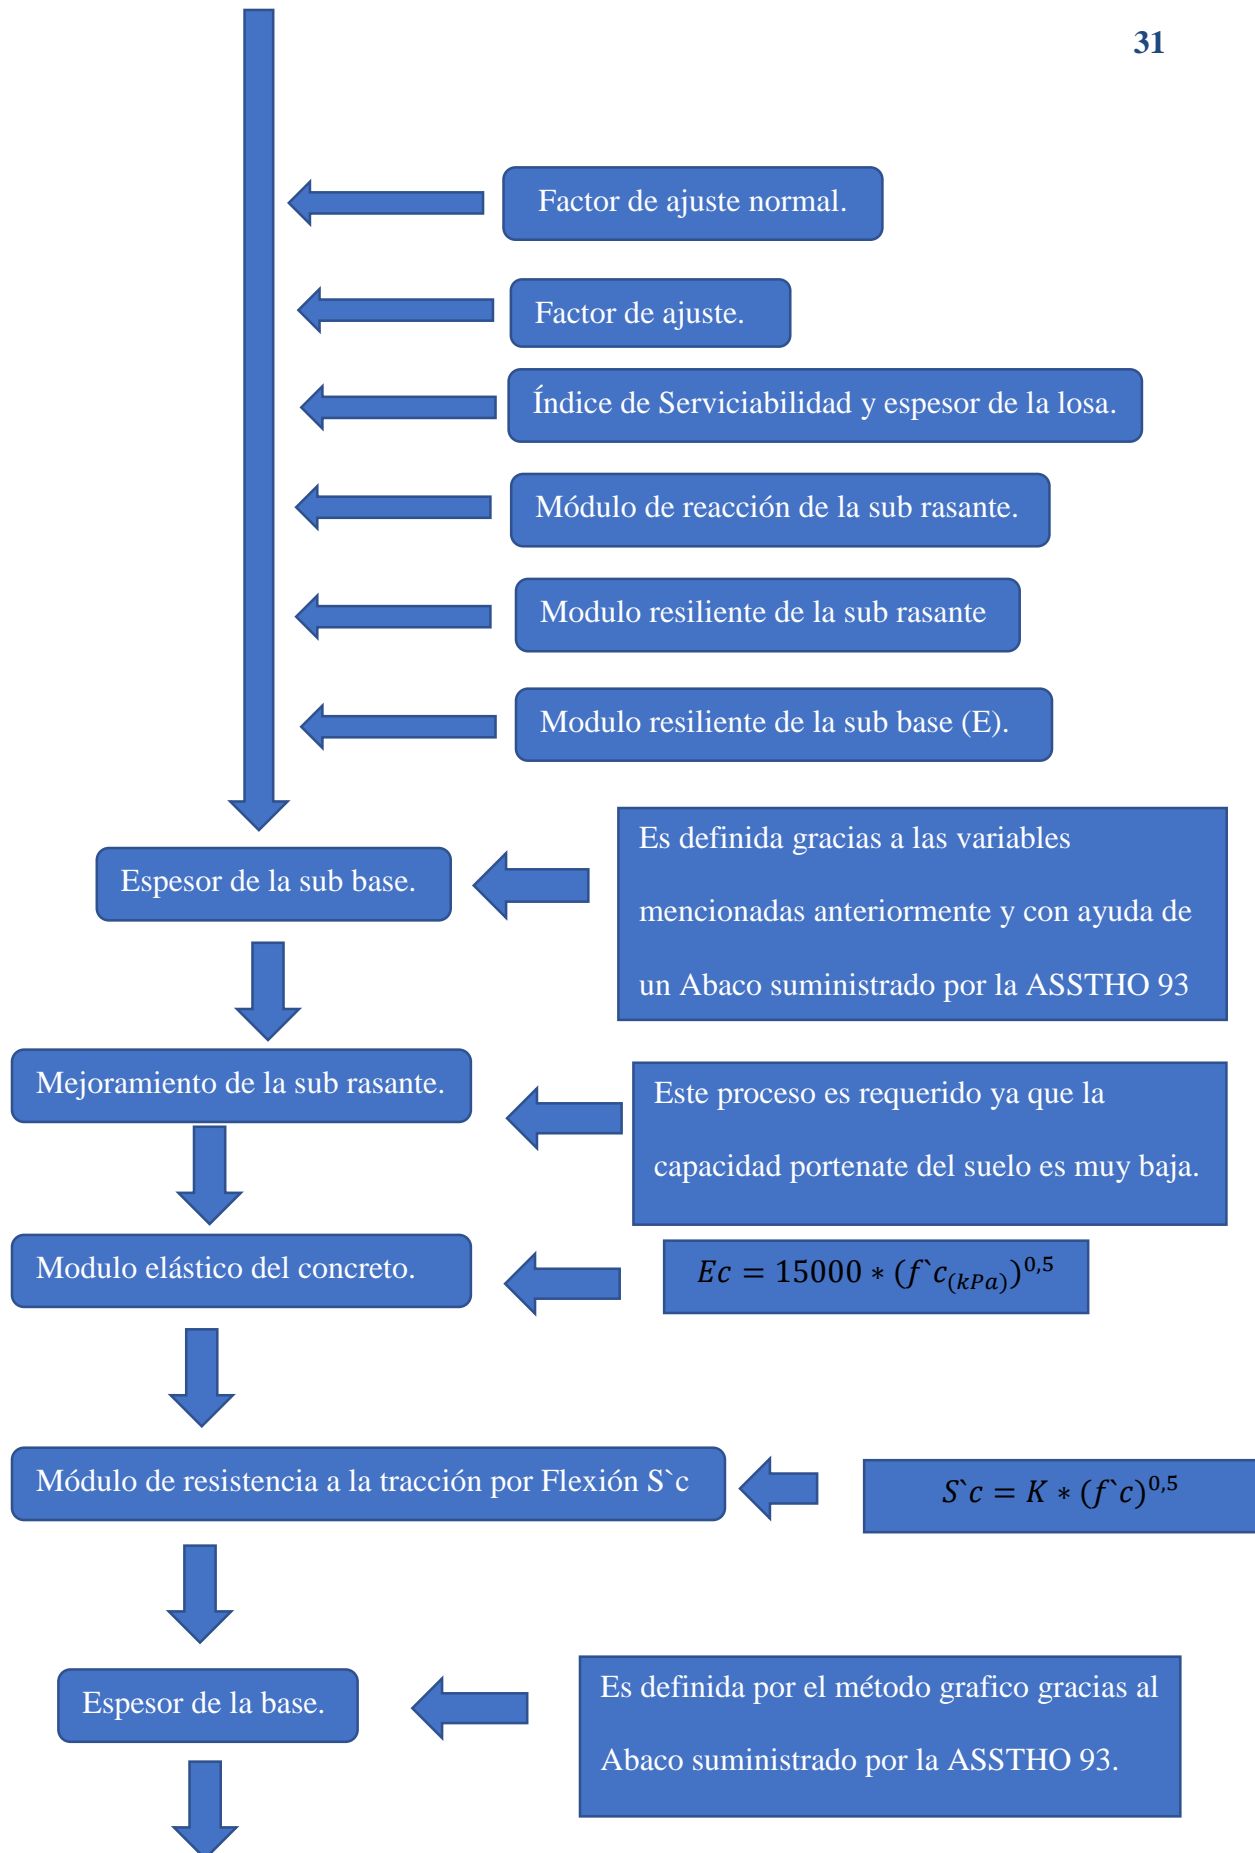 31
Factor de ajuste normal.
Factor de ajuste.
Índice de Serviciabilidad y espesor de la losa.
Módulo de reacción de la sub rasante.
Modulo resiliente de la sub rasante
Modulo resiliente de la sub base (E).
Espesor de la sub base.
Es definida gracias a las variables
mencionadas anteriormente y con ayuda de
un Abaco suministrado por la ASSTHO 93
Mejoramiento de la sub rasante.
Este proceso es requerido ya que la
capacidad portenate del suelo es muy baja.
Modulo elástico del concreto.
Ec = 15000 ∗ (f`c(kPa))^0,5
Módulo de resistencia a la tracción por Flexión S`c
S`c = K ∗ (f`c)^0,5
Espesor de la base.
Es definida por el método grafico gracias al
Abaco suministrado por la ASSTHO 93.